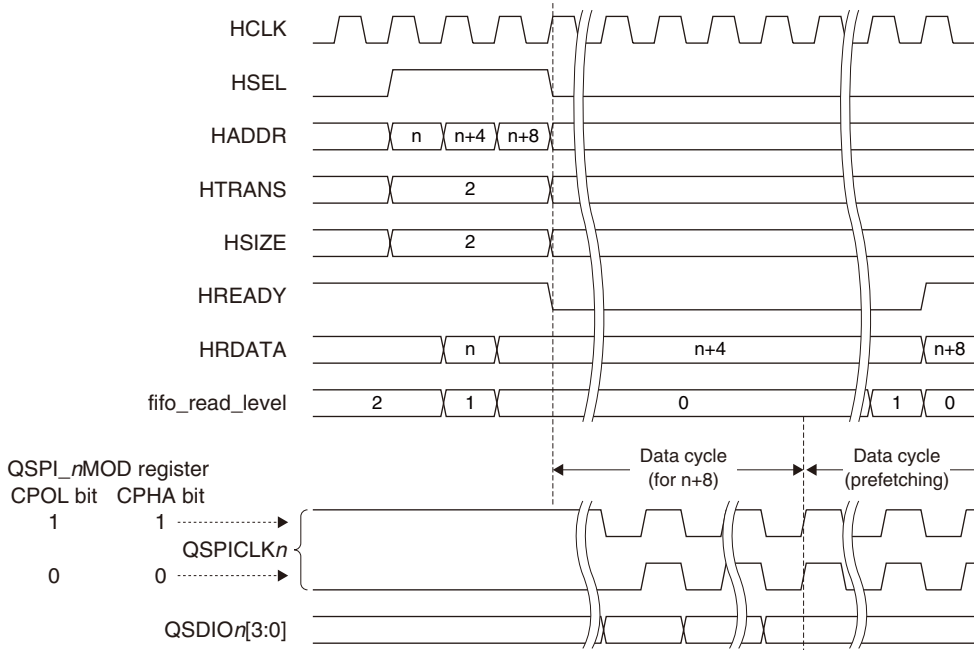 HCLK
HSEL
HADDR n n+4 n+8
HTRANS 2
HSIZE 2
HREADY
HRDATA n n+4 n+8
fifo_read_level 2 1 0 1 0
Data cycle (for n+8)
Data cycle (prefetching)
QSPI_nMOD register
CPOL bit CPHA bit
1 1
QSPICLKn
0 0
QSDIOn[3:0]